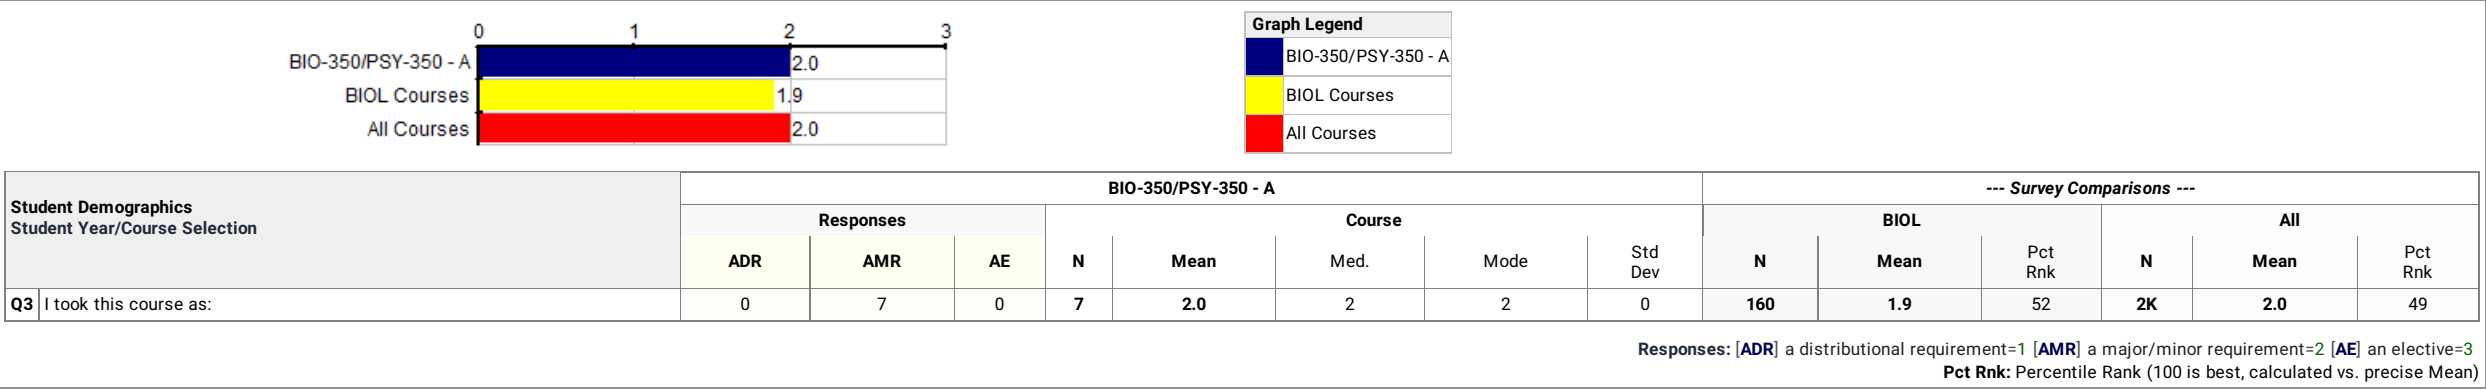 0 1 2 3
BIO-350/PSY-350 - A 2.0
BIOL Courses 1.9
All Courses 2.0
Graph Legend
BIO-350/PSY-350 - A
BIOL Courses
All Courses
Student Demographics
Student Year/Course Selection
BIO-350/PSY-350 - A --- Survey Comparisons ---
Responses Course BIOL All
ADR AMR AE N Mean Med. Mode Std Dev N Mean Pct Rnk N Mean Pct Rnk
Q3 I took this course as: 0 7 0 7 2.0 2 2 0 160 1.9 52 2K 2.0 49
Responses: [ADR] a distributional requirement=1 [AMR] a major/minor requirement=2 [AE] an elective=3
Pct Rnk: Percentile Rank (100 is best, calculated vs. precise Mean)